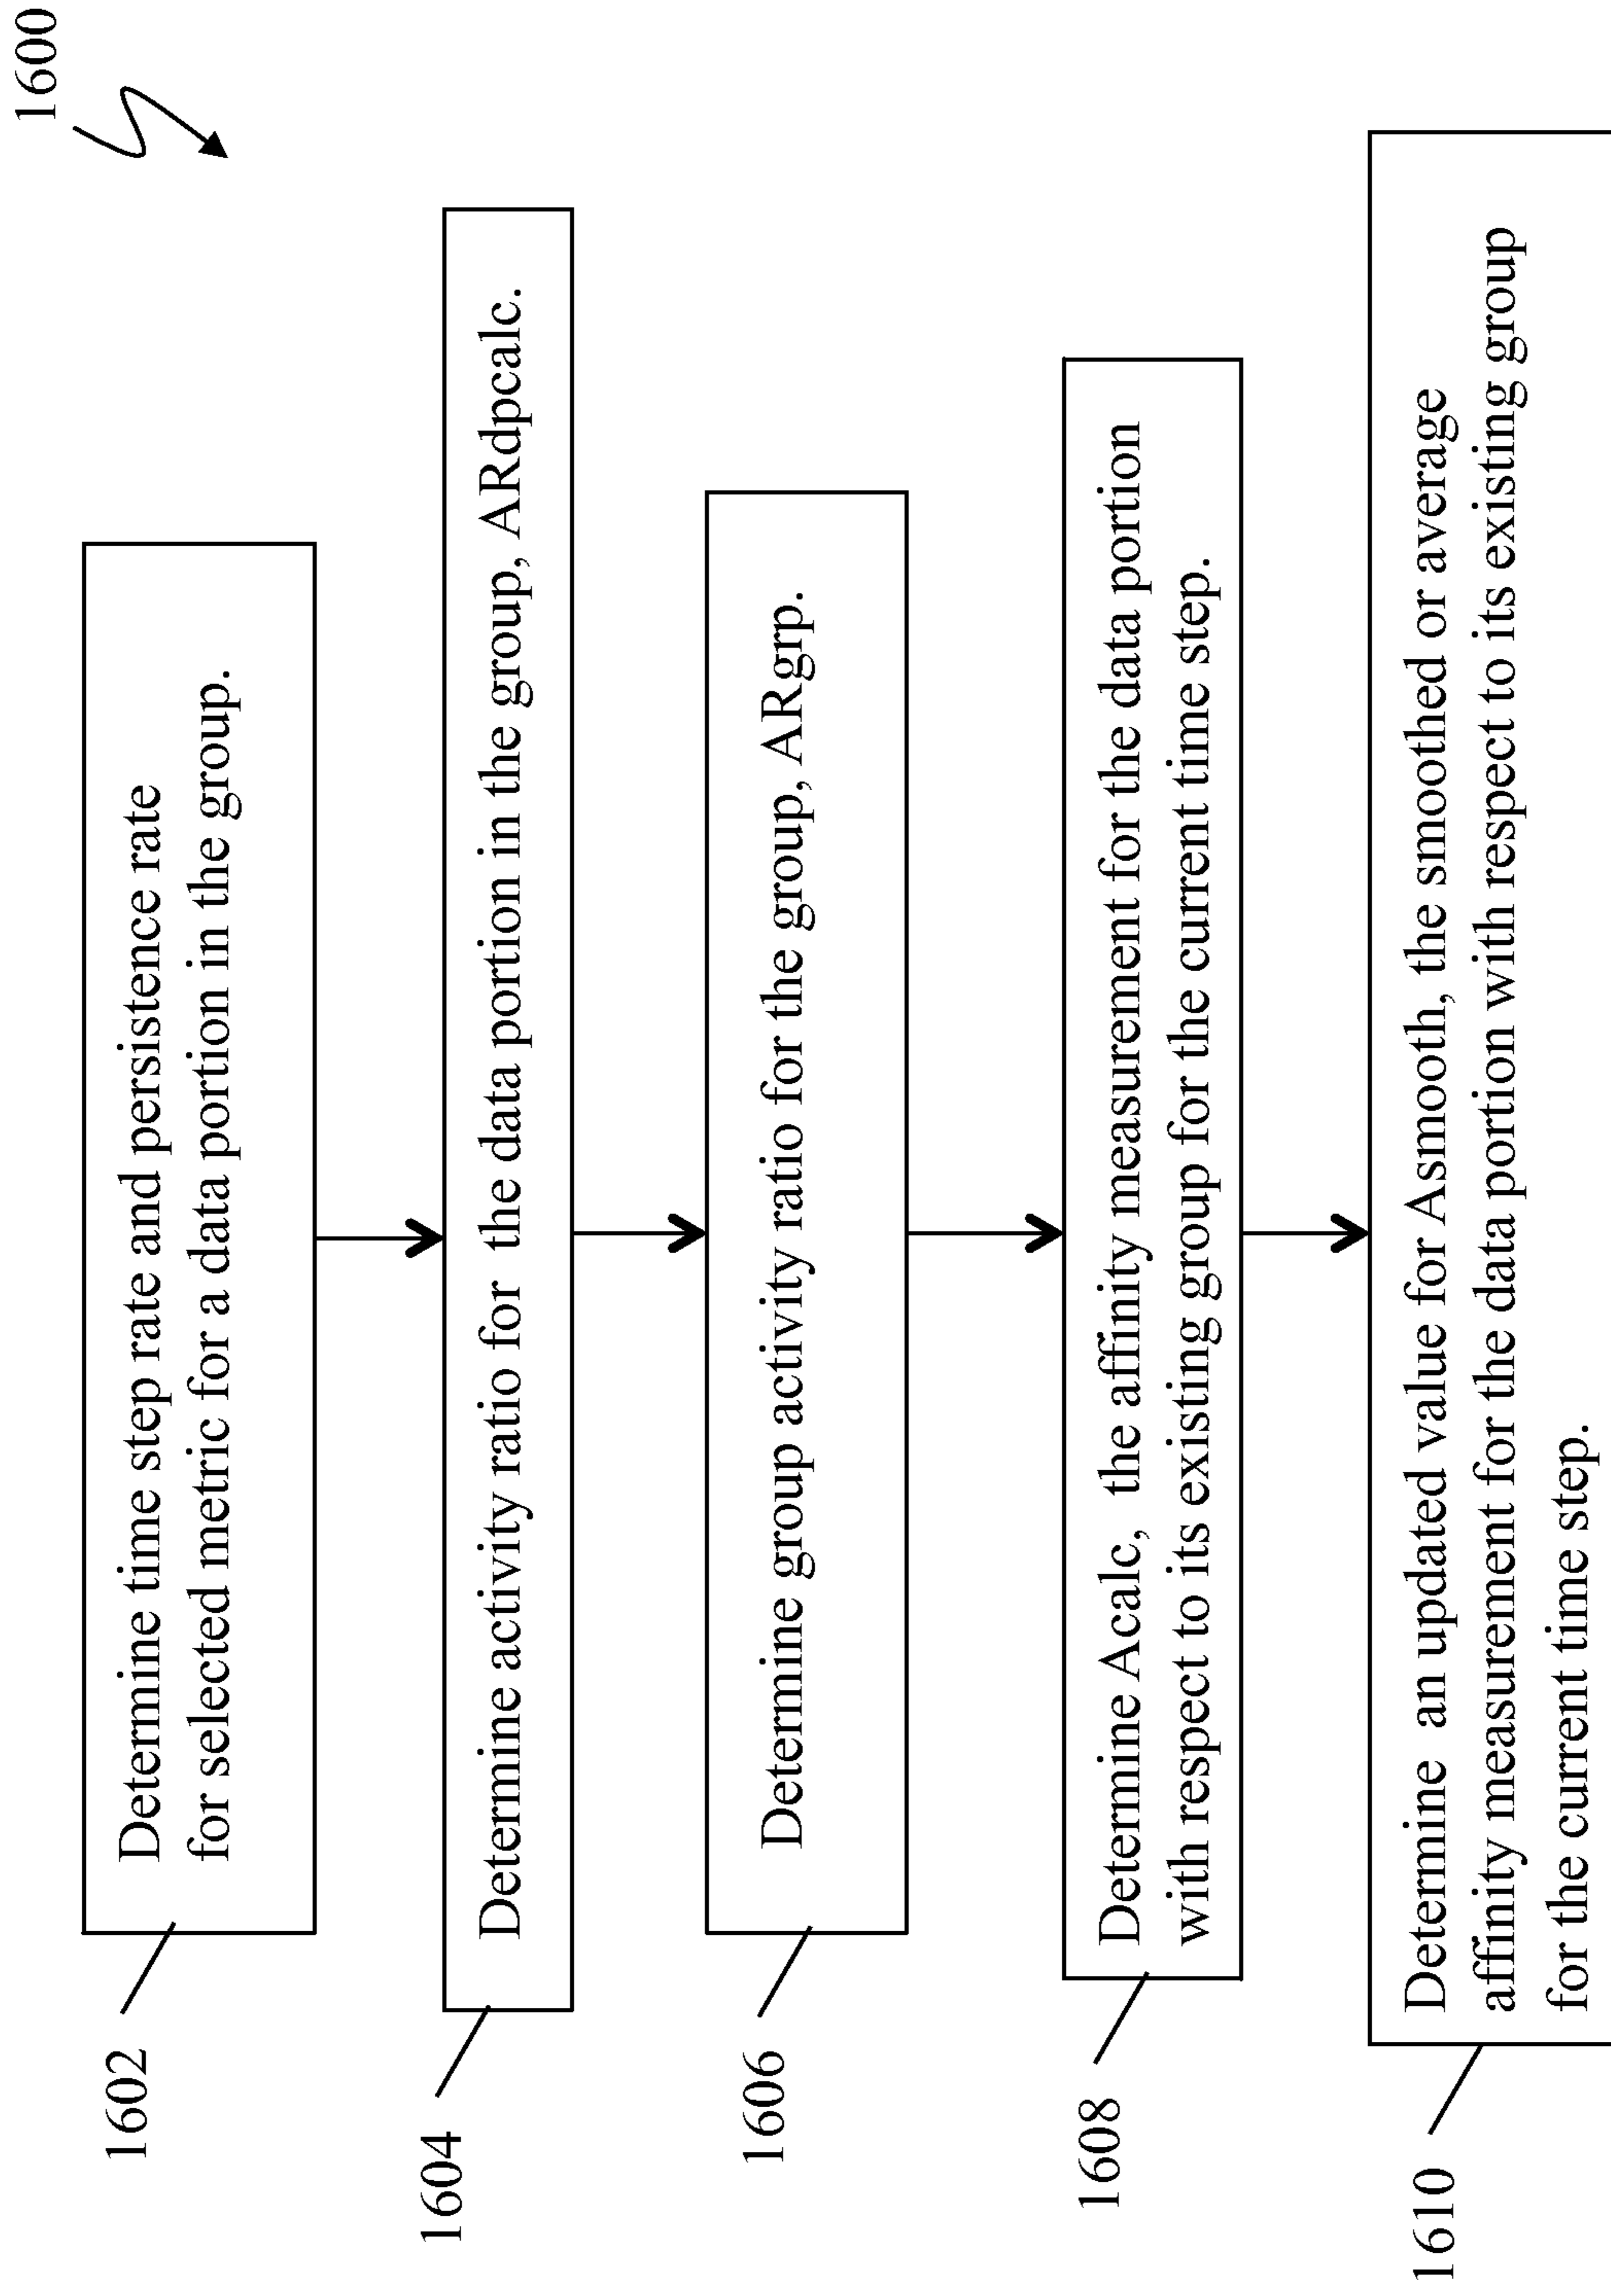 1600
1602
Determine time step rate and persistence rate
for selected metric for a data portion in the group.
1604
Determine activity ratio for the data portion in the group, ARdpcalc.
1606
Determine group activity ratio for the group, ARgrp.
1608
Determine Acalc, the affinity measurement for the data portion
with respect to its existing group for the current time step.
1610
Determine an updated value for Asmooth, the smoothed or average
affinity measurement for the data portion with respect to its existing group
for the current time step.